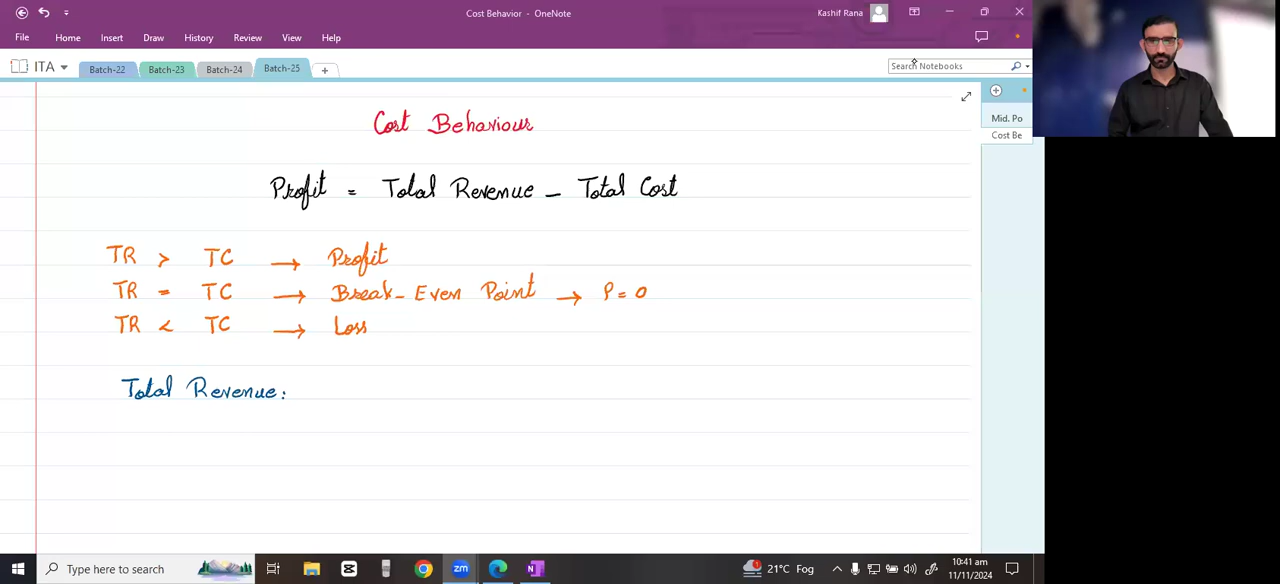 Cost Behavior - OneNote
Kashif Rana
File Home Insert Draw History Review View Help
ITA
Batch-22 Batch-23 Batch-24 Batch-25
Search Notebooks
Mid. Po
Cost Be
Cost Behaviour
Profit = Total Revenue - Total Cost
TR > TC → Profit
TR = TC → Break-Even Point → P = 0
TR < TC → Loss
Total Revenue:
Type here to search
zm
N
1
21°C Fog
10:41 am
11/11/2024